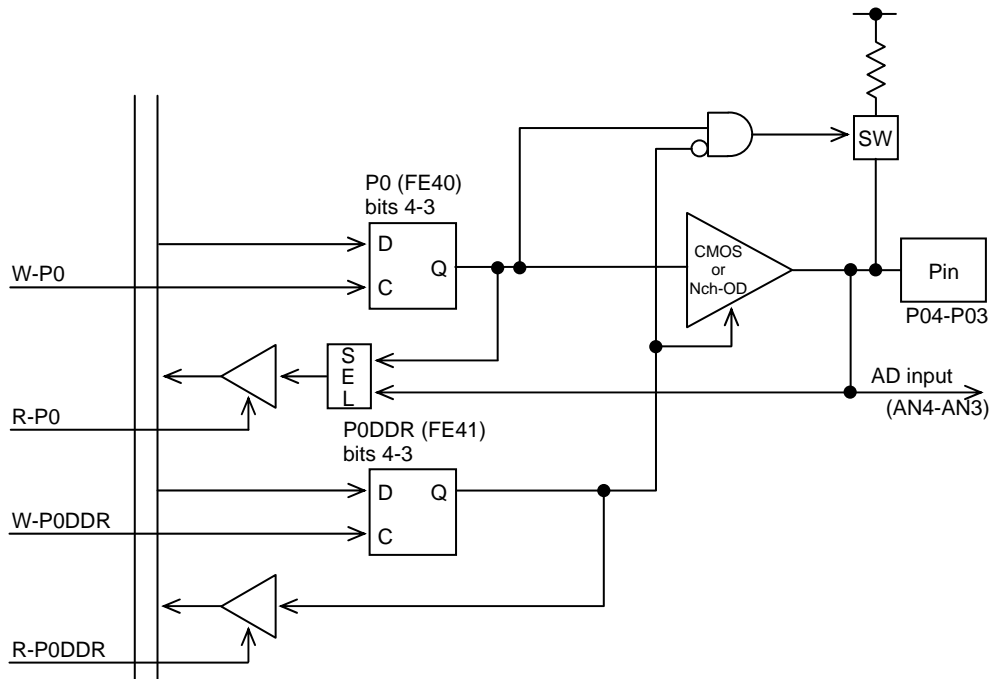 SW
P0 (FE40)
bits 4-3
D
Q
C
W-P0
CMOS
or
Nch-OD
Pin
P04-P03
S
E
L
AD input
(AN4-AN3)
R-P0
P0DDR (FE41)
bits 4-3
D
Q
C
W-P0DDR
R-P0DDR